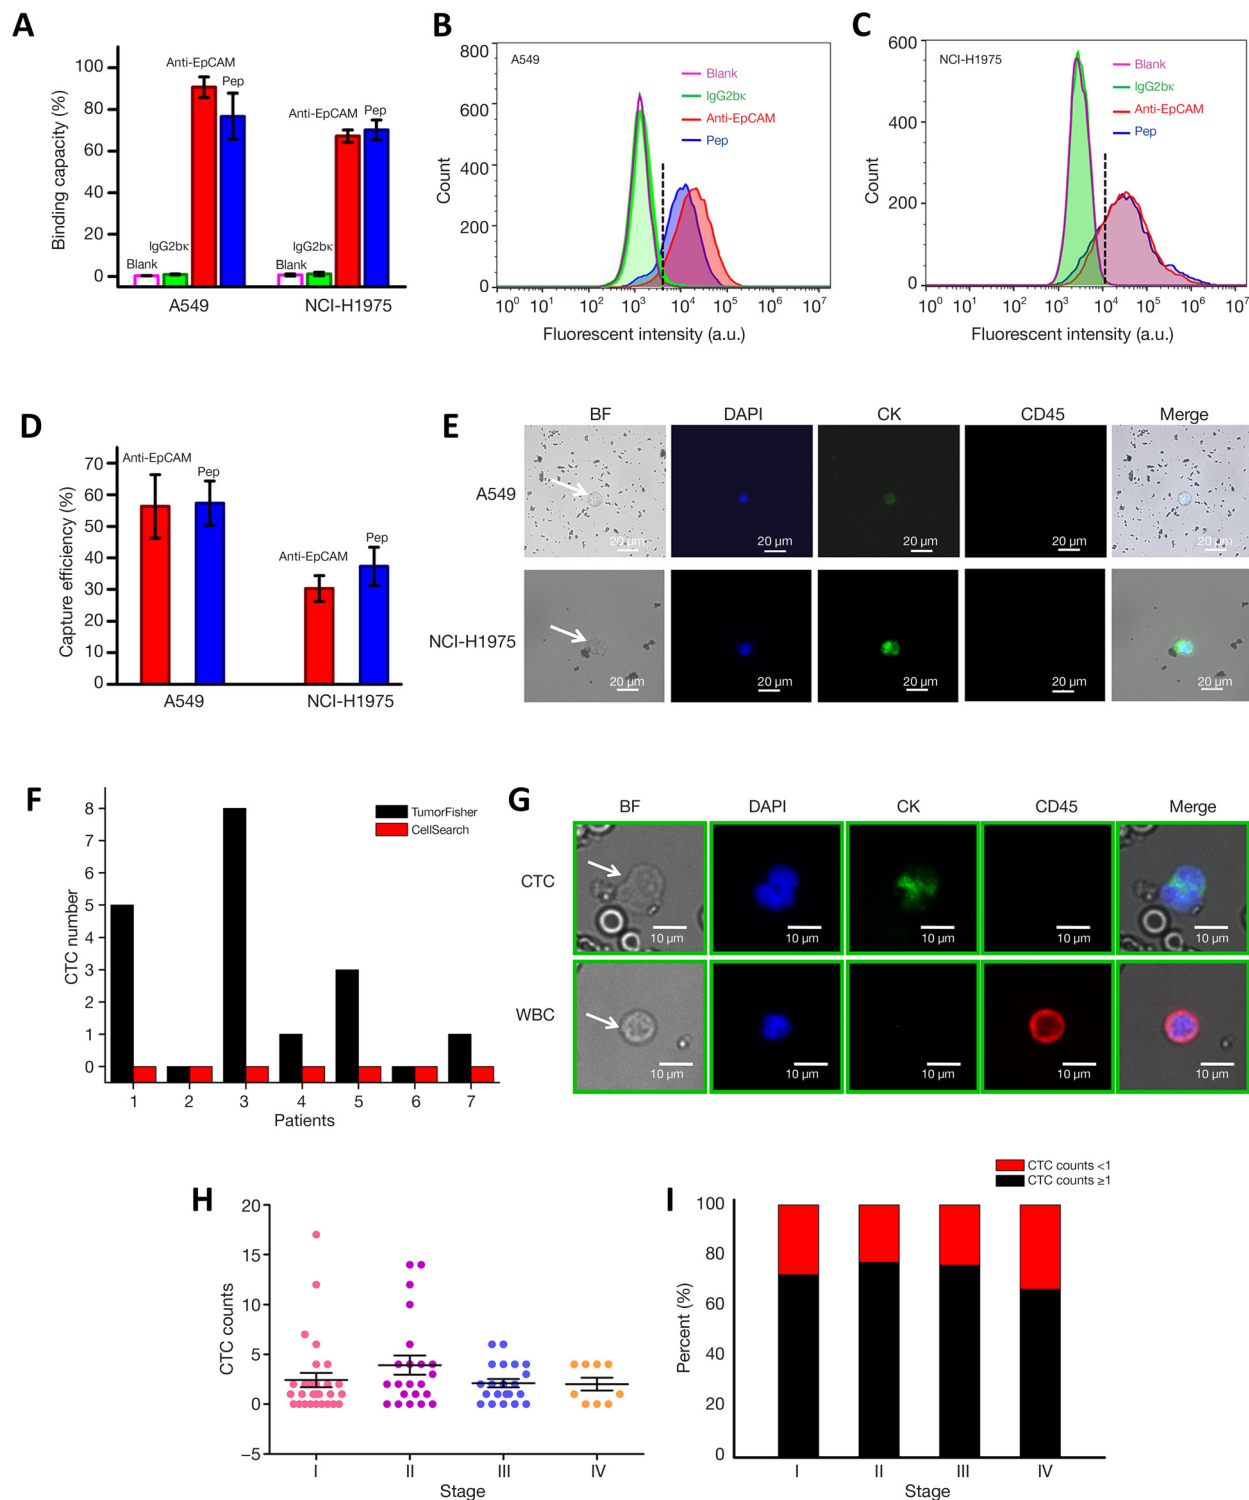 A
Binding capacity (%)
100
80
60
40
20
0
Anti-EpCAM
Pep
Anti-EpCAM
Pep
IgG2bκ
Blank
IgG2bκ
Blank
A549
NCI-H1975
B
A549
Count
800
600
400
200
0
Blank
IgG2bκ
Anti-EpCAM
Pep
10⁰ 10¹ 10² 10³ 10⁴ 10⁵ 10⁶ 10⁷
Fluorescent intensity (a.u.)
C
NCI-H1975
Count
600
400
200
0
Blank
IgG2bκ
Anti-EpCAM
Pep
10⁰ 10¹ 10² 10³ 10⁴ 10⁵ 10⁶ 10⁷
Fluorescent intensity (a.u.)
D
Capture efficiency (%)
70
60
50
40
30
20
10
0
Anti-EpCAM
Pep
Anti-EpCAM
Pep
A549
NCI-H1975
E
BF DAPI CK CD45 Merge
A549
20 µm 20 µm 20 µm 20 µm 20 µm
NCI-H1975
20 µm 20 µm 20 µm 20 µm 20 µm
F
CTC number
8
7
6
5
4
3
2
1
0
TumorFisher
CellSearch
1 2 3 4 5 6 7
Patients
G
BF DAPI CK CD45 Merge
CTC
10 µm 10 µm 10 µm 10 µm 10 µm
WBC
10 µm 10 µm 10 µm 10 µm 10 µm
H
CTC counts
20
15
10
5
0
−5
I II III IV
Stage
I
CTC counts <1
CTC counts ≥1
Percent (%)
100
80
60
40
20
0
I II III IV
Stage